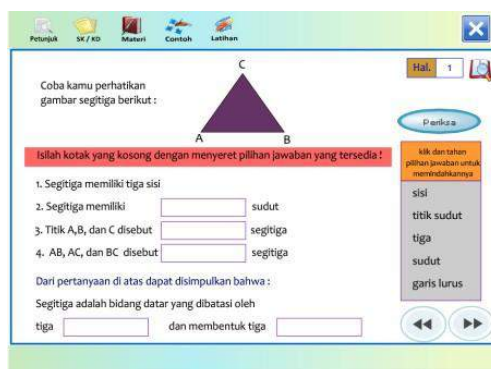 Petunjuk SK / KD Materi Contoh Latihan
Hal. 1
Coba kamu perhatikan
gambar segitiga berikut :
C
A B
Periksa
Isilah kotak yang kosong dengan menyeret pilihan jawaban yang tersedia !
klik dan tahan
pilihan jawaban untuk
memindahkannya
1. Segitiga memiliki tiga sisi
2. Segitiga memiliki sudut
3. Titik A,B, dan C disebut segitiga
4. AB, AC, dan BC disebut segitiga
Dari pertanyaan di atas dapat disimpulkan bahwa :
Segitiga adalah bidang datar yang dibatasi oleh
tiga dan membentuk tiga
sisi
titik sudut
tiga
sudut
garis lurus